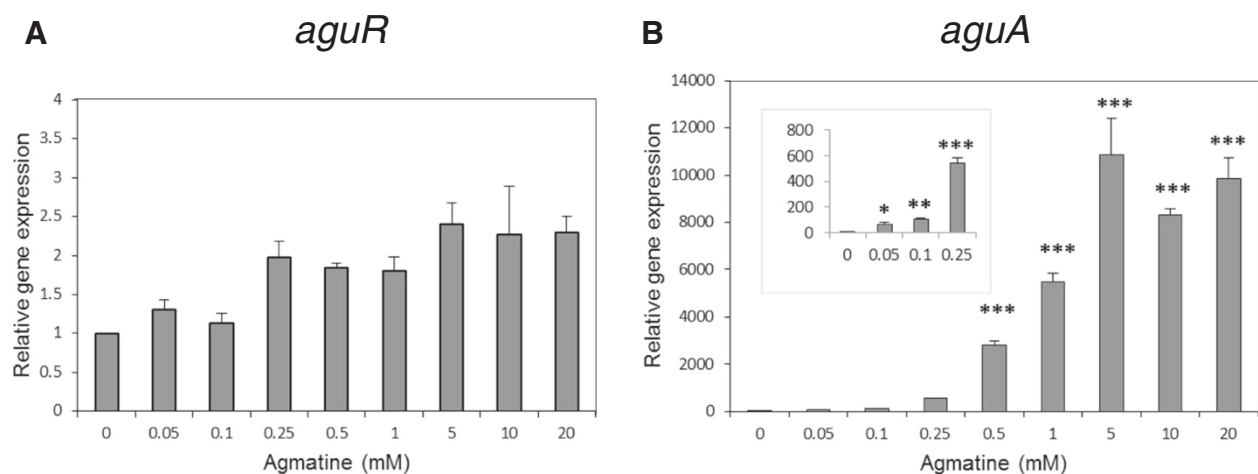 A
aguR
Relative gene expression
4
3.5
3
2.5
2
1.5
1
0.5
0
0 0.05 0.1 0.25 0.5 1 5 10 20
Agmatine (mM)
B
aguA
Relative gene expression
14000
12000
10000
8000
6000
4000
2000
0
***
***
***
***
***
0 0.05 0.1 0.25 0.5 1 5 10 20
Agmatine (mM)
800
600
400
200
0
***
**
*
0 0.05 0.1 0.25